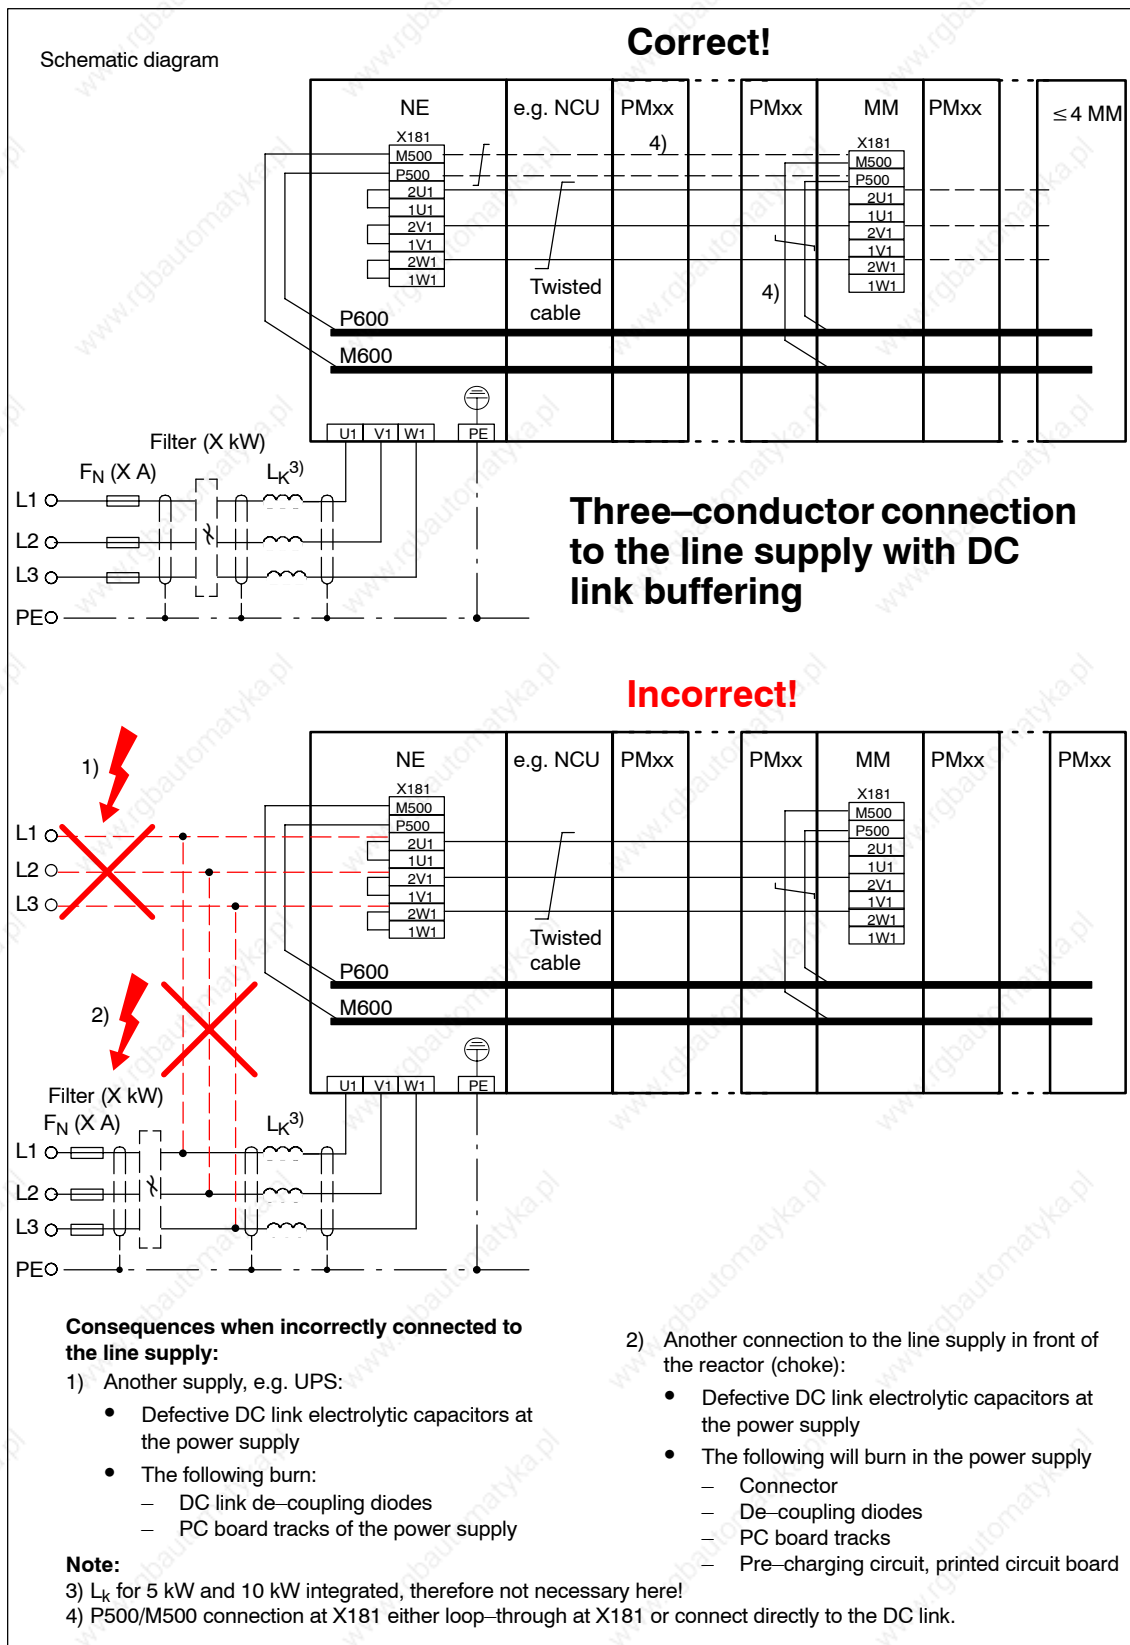 Correct!
Schematic diagram
NE e.g. NCU PMxx PMxx MM PMxx ≤ 4 MM
X181 4) X181
M500 M500
P500 P500
2U1 2U1
1U1 1U1
2V1 2V1
1V1 1V1
2W1 2W1
1W1 1W1
Twisted
cable
4)
P600
M600
U1 V1 W1 PE
Filter (X kW)
FN (X A) LK3)
L1
L2
L3
PE
Three–conductor connection
to the line supply with DC
link buffering
Incorrect!
NE e.g. NCU PMxx PMxx MM PMxx PMxx
1)
X181 X181
M500 M500
P500 P500
2U1 2U1
1U1 1U1
2V1 2V1
1V1 1V1
2W1 2W1
1W1 1W1
L1
L2
L3
Twisted
cable
P600
M600
2)
U1 V1 W1 PE
Filter (X kW)
FN (X A) LK3)
L1
L2
L3
PE
Consequences when incorrectly connected to
the line supply:
1) Another supply, e.g. UPS:
• Defective DC link electrolytic capacitors at
the power supply
• The following burn:
– DC link de–coupling diodes
– PC board tracks of the power supply
2) Another connection to the line supply in front of
the reactor (choke):
• Defective DC link electrolytic capacitors at
the power supply
• The following will burn in the power supply
– Connector
– De–coupling diodes
– PC board tracks
– Pre–charging circuit, printed circuit board
Note:
3) Lk for 5 kW and 10 kW integrated, therefore not necessary here!
4) P500/M500 connection at X181 either loop–through at X181 or connect directly to the DC link.
www.rgbautomatyka.pl